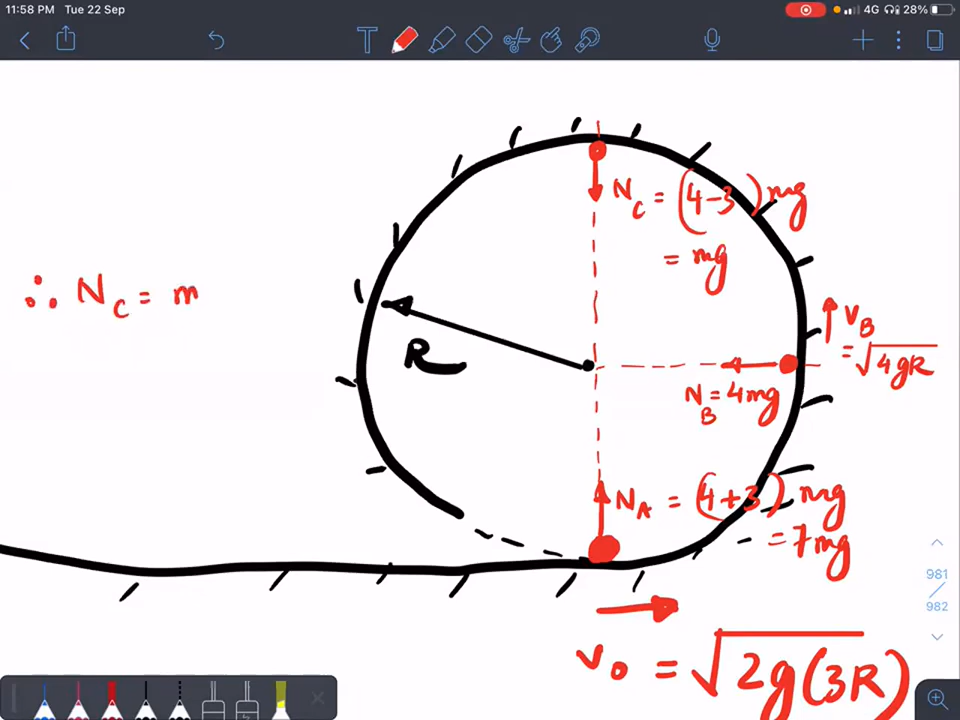 11:58 PM Tue 22 Sep
4G 28%
T
N_C = (4-3) mg
= mg
∴ N_C = m
v_B
= √4gR
R
N_B = 4mg
N_A = (4+3) mg
= 7mg
981
982
v_0 = √2g(3R)